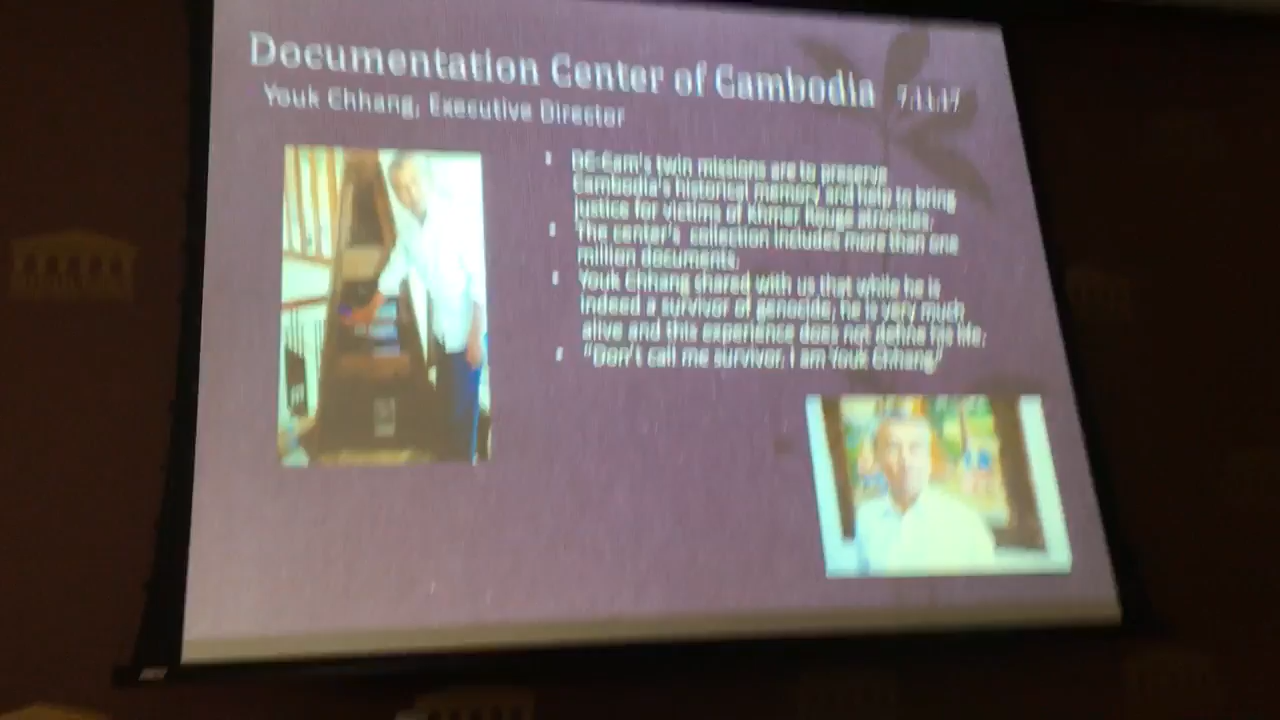 Documentation Center of Cambodia 7.11.17
Youk Chhang, Executive Director
DC-Cam's twin missions are to preserve
Cambodia's historical memory and help to bring
justice for victims of Khmer Rouge atrocities.
The center's collection includes more than one
million documents.
Youk Chhang shared with us that while he is
indeed a survivor of genocide, he is very much
alive and this experience does not define his life.
"Don't call me survivor. I am Youk Chhang"